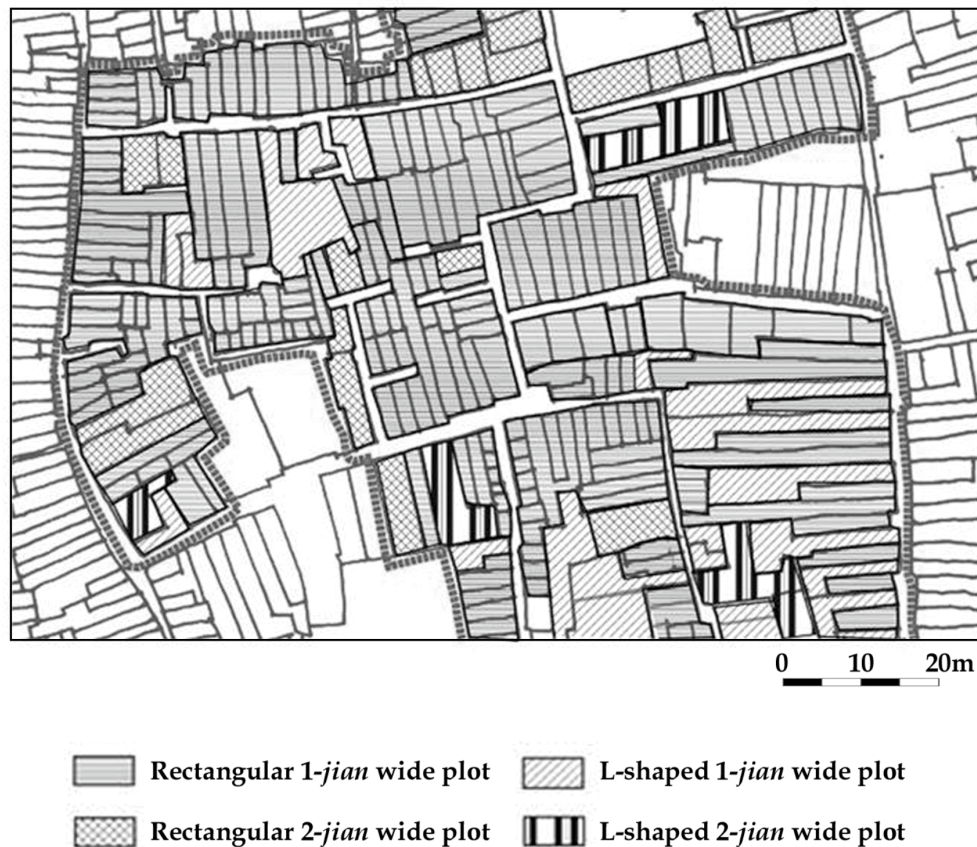 0 10 20m
Rectangular 1-jian wide plot
L-shaped 1-jian wide plot
Rectangular 2-jian wide plot
L-shaped 2-jian wide plot